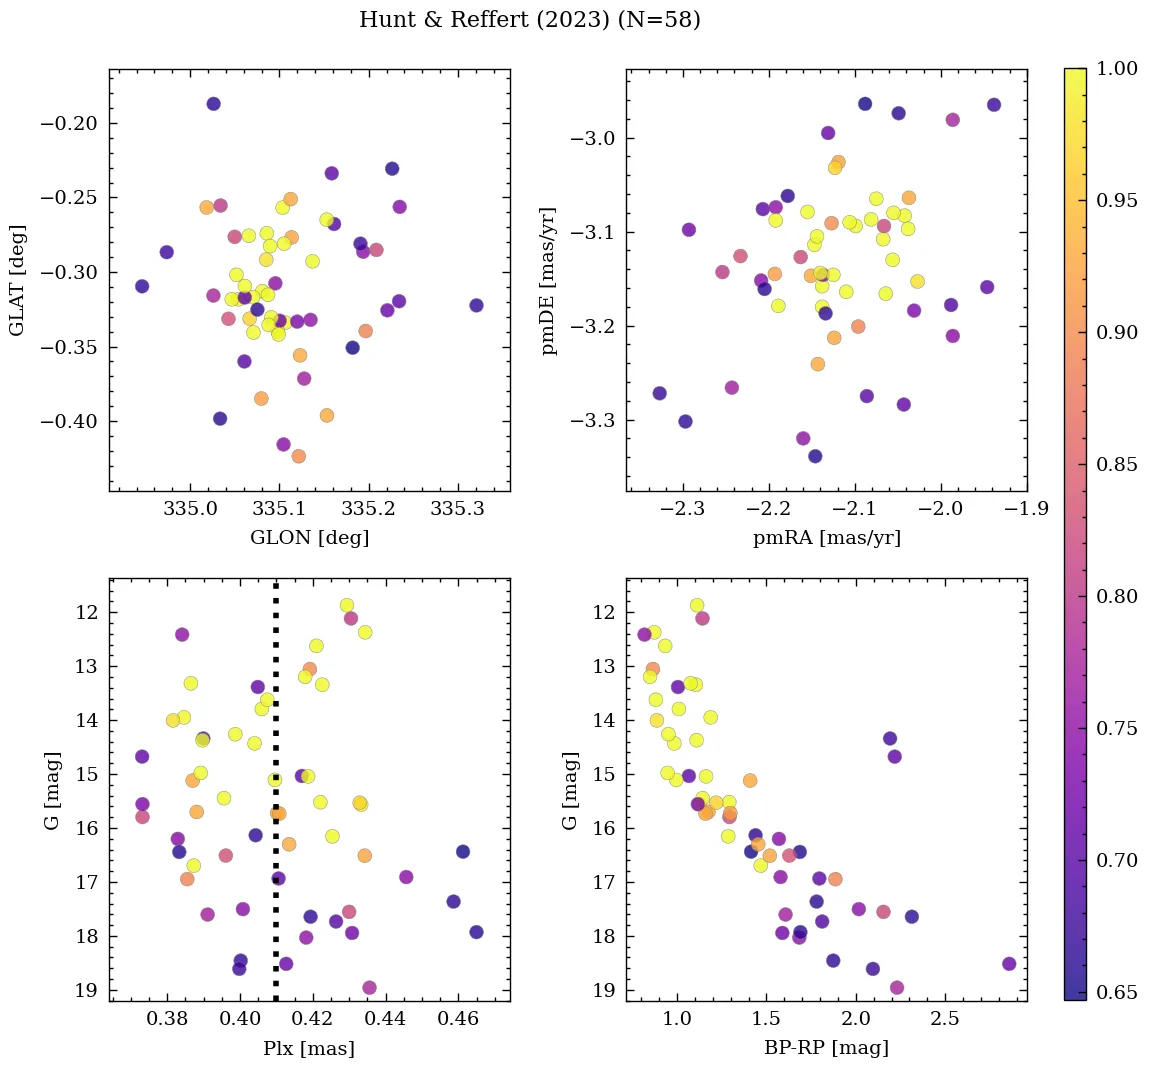 Hunt & Reffert (2023) (N=58)
−0.20
−0.25
−0.30
−0.35
−0.40
GLAT [deg]
335.0 335.1 335.2 335.3
GLON [deg]
−3.0
−3.1
−3.2
−3.3
pmDE [mas/yr]
−2.3 −2.2 −2.1 −2.0 −1.9
pmRA [mas/yr]
12
13
14
15
16
17
18
19
G [mag]
0.38 0.40 0.42 0.44 0.46
Plx [mas]
12
13
14
15
16
17
18
19
G [mag]
1.0 1.5 2.0 2.5
BP-RP [mag]
1.00
0.95
0.90
0.85
0.80
0.75
0.70
0.65